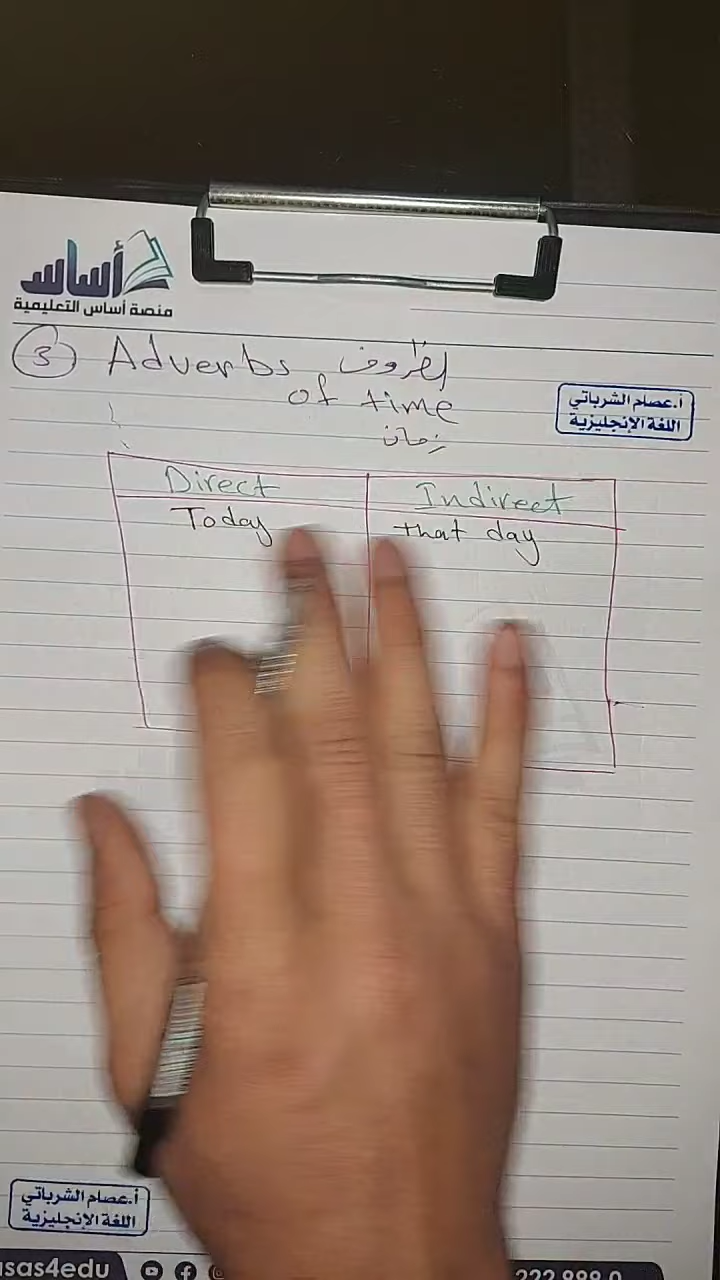 أساس
منصة أساس التعليمية
3 Adverbs ظروف
of time
زمان
أ.عصام الشرباتي
اللغة الإنجليزية
Direct Indirect
Today that day
أ.عصام الشرباتي
اللغة الإنجليزية
asas4edu